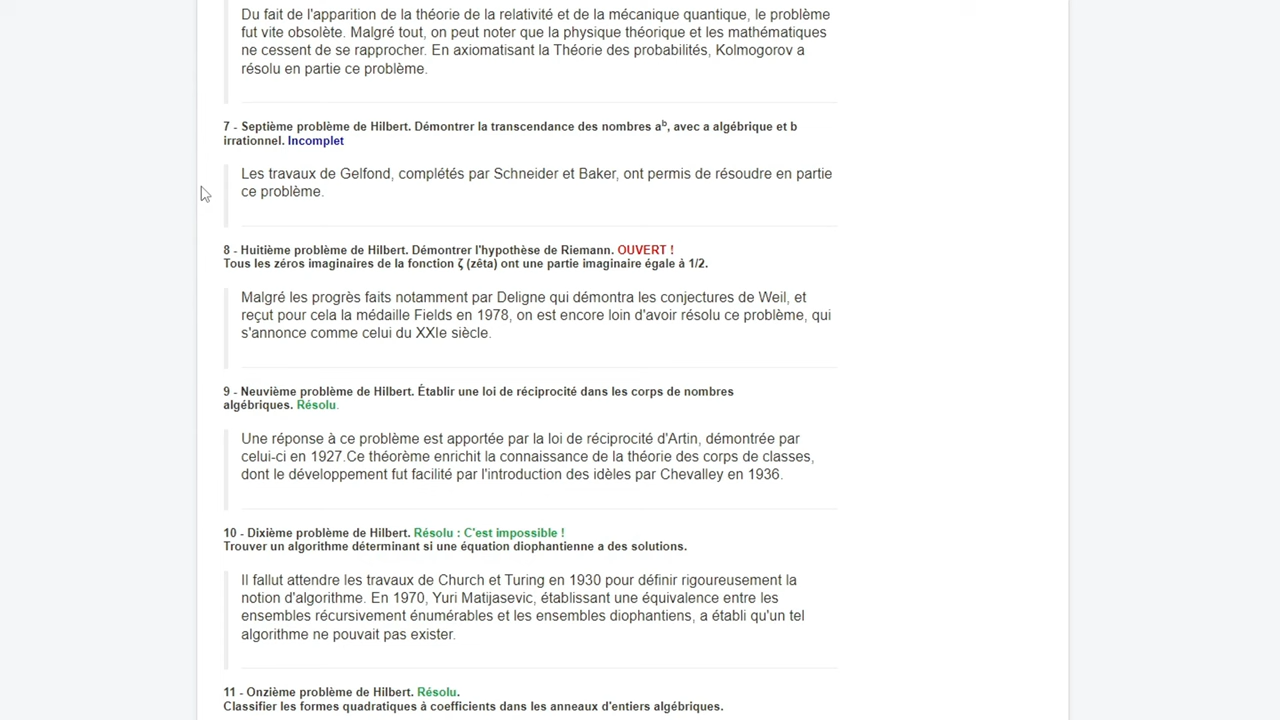 Du fait de l'apparition de la théorie de la relativité et de la mécanique quantique, le problème
fut vite obsolète. Malgré tout, on peut noter que la physique théorique et les mathématiques
ne cessent de se rapprocher. En axiomatisant la Théorie des probabilités, Kolmogorov a
résolu en partie ce problème.
7 - Septième problème de Hilbert. Démontrer la transcendance des nombres aᵇ, avec a algébrique et b
irrationnel. Incomplet
Les travaux de Gelfond, complétés par Schneider et Baker, ont permis de résoudre en partie
ce problème.
8 - Huitième problème de Hilbert. Démontrer l'hypothèse de Riemann. OUVERT !
Tous les zéros imaginaires de la fonction ζ (zêta) ont une partie imaginaire égale à 1/2.
Malgré les progrès faits notamment par Deligne qui démontra les conjectures de Weil, et
reçut pour cela la médaille Fields en 1978, on est encore loin d'avoir résolu ce problème, qui
s'annonce comme celui du XXIe siècle.
9 - Neuvième problème de Hilbert. Établir une loi de réciprocité dans les corps de nombres
algébriques. Résolu.
Une réponse à ce problème est apportée par la loi de réciprocité d'Artin, démontrée par
celui-ci en 1927.Ce théorème enrichit la connaissance de la théorie des corps de classes,
dont le développement fut facilité par l'introduction des idèles par Chevalley en 1936.
10 - Dixième problème de Hilbert. Résolu : C'est impossible !
Trouver un algorithme déterminant si une équation diophantienne a des solutions.
Il fallut attendre les travaux de Church et Turing en 1930 pour définir rigoureusement la
notion d'algorithme. En 1970, Yuri Matijasevic, établissant une équivalence entre les
ensembles récursivement énumérables et les ensembles diophantiens, a établi qu'un tel
algorithme ne pouvait pas exister.
11 - Onzième problème de Hilbert. Résolu.
Classifier les formes quadratiques à coefficients dans les anneaux d'entiers algébriques.